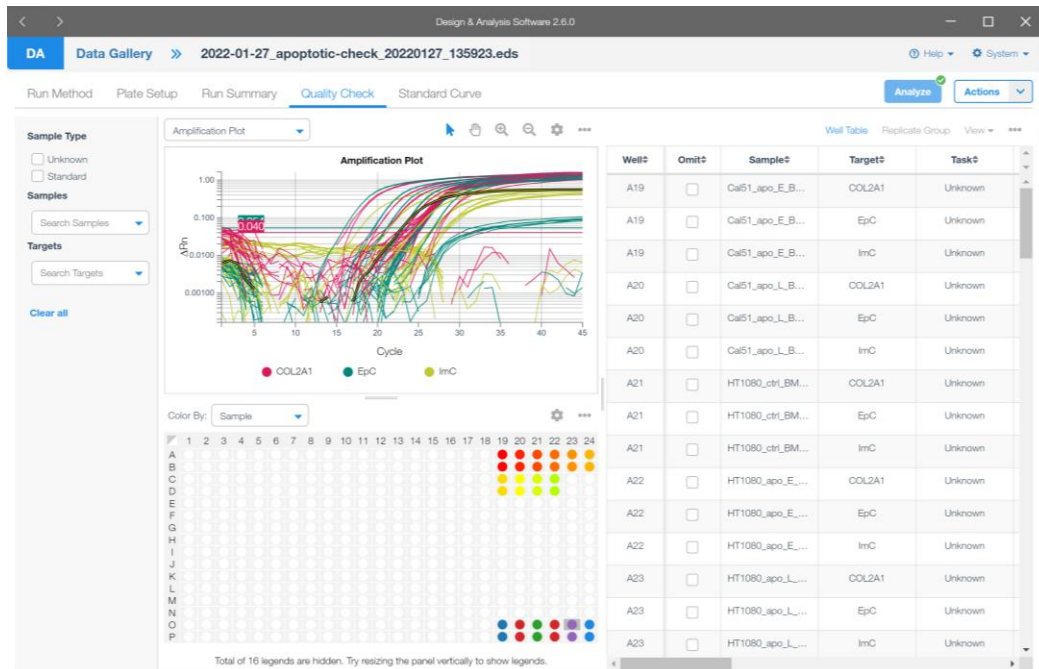 Design & Analysis Software 2.6.0
DA Data Gallery » 2022-01-27_apoptotic-check_20220127_135923.eds Help System
Run Method Plate Setup Run Summary Quality Check Standard Curve Analyze Actions
Sample Type
Unknown
Standard
Samples
Search Samples
Targets
Search Targets
Clear all
Amplification Plot
Amplification Plot
1.00
0.100
0.0100
0.00100
0.040
ΔRn
5 10 15 20 25 30 35 40 45
Cycle
COL2A1 EpC ImC
Color By: Sample
1 2 3 4 5 6 7 8 9 10 11 12 13 14 15 16 17 18 19 20 21 22 23 24
A
B
C
D
E
F
G
H
I
J
K
L
M
N
O
P
Total of 16 legends are hidden. Try resizing the panel vertically to show legends.
Well Table Replicate Group View
Well Omit Sample Target Task
A19 Cal51_apo_E_B... COL2A1 Unknown
A19 Cal51_apo_E_B... EpC Unknown
A19 Cal51_apo_E_B... ImC Unknown
A20 Cal51_apo_L_B... COL2A1 Unknown
A20 Cal51_apo_L_B... EpC Unknown
A20 Cal51_apo_L_B... ImC Unknown
A21 HT1080_ctrl_BM... COL2A1 Unknown
A21 HT1080_ctrl_BM... EpC Unknown
A21 HT1080_ctrl_BM... ImC Unknown
A22 HT1080_apo_E_... COL2A1 Unknown
A22 HT1080_apo_E_... EpC Unknown
A22 HT1080_apo_E_... ImC Unknown
A23 HT1080_apo_L_... COL2A1 Unknown
A23 HT1080_apo_L_... EpC Unknown
A23 HT1080_apo_L_... ImC Unknown